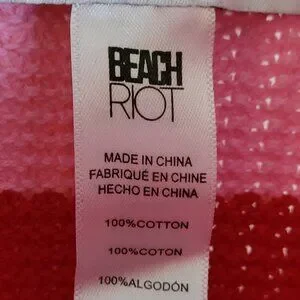 BEACH
RIOT
MADE IN CHINA
FABRIQUÉ EN CHINE
HECHO EN CHINA
100%COTTON
100%COTON
100%ALGODÓN